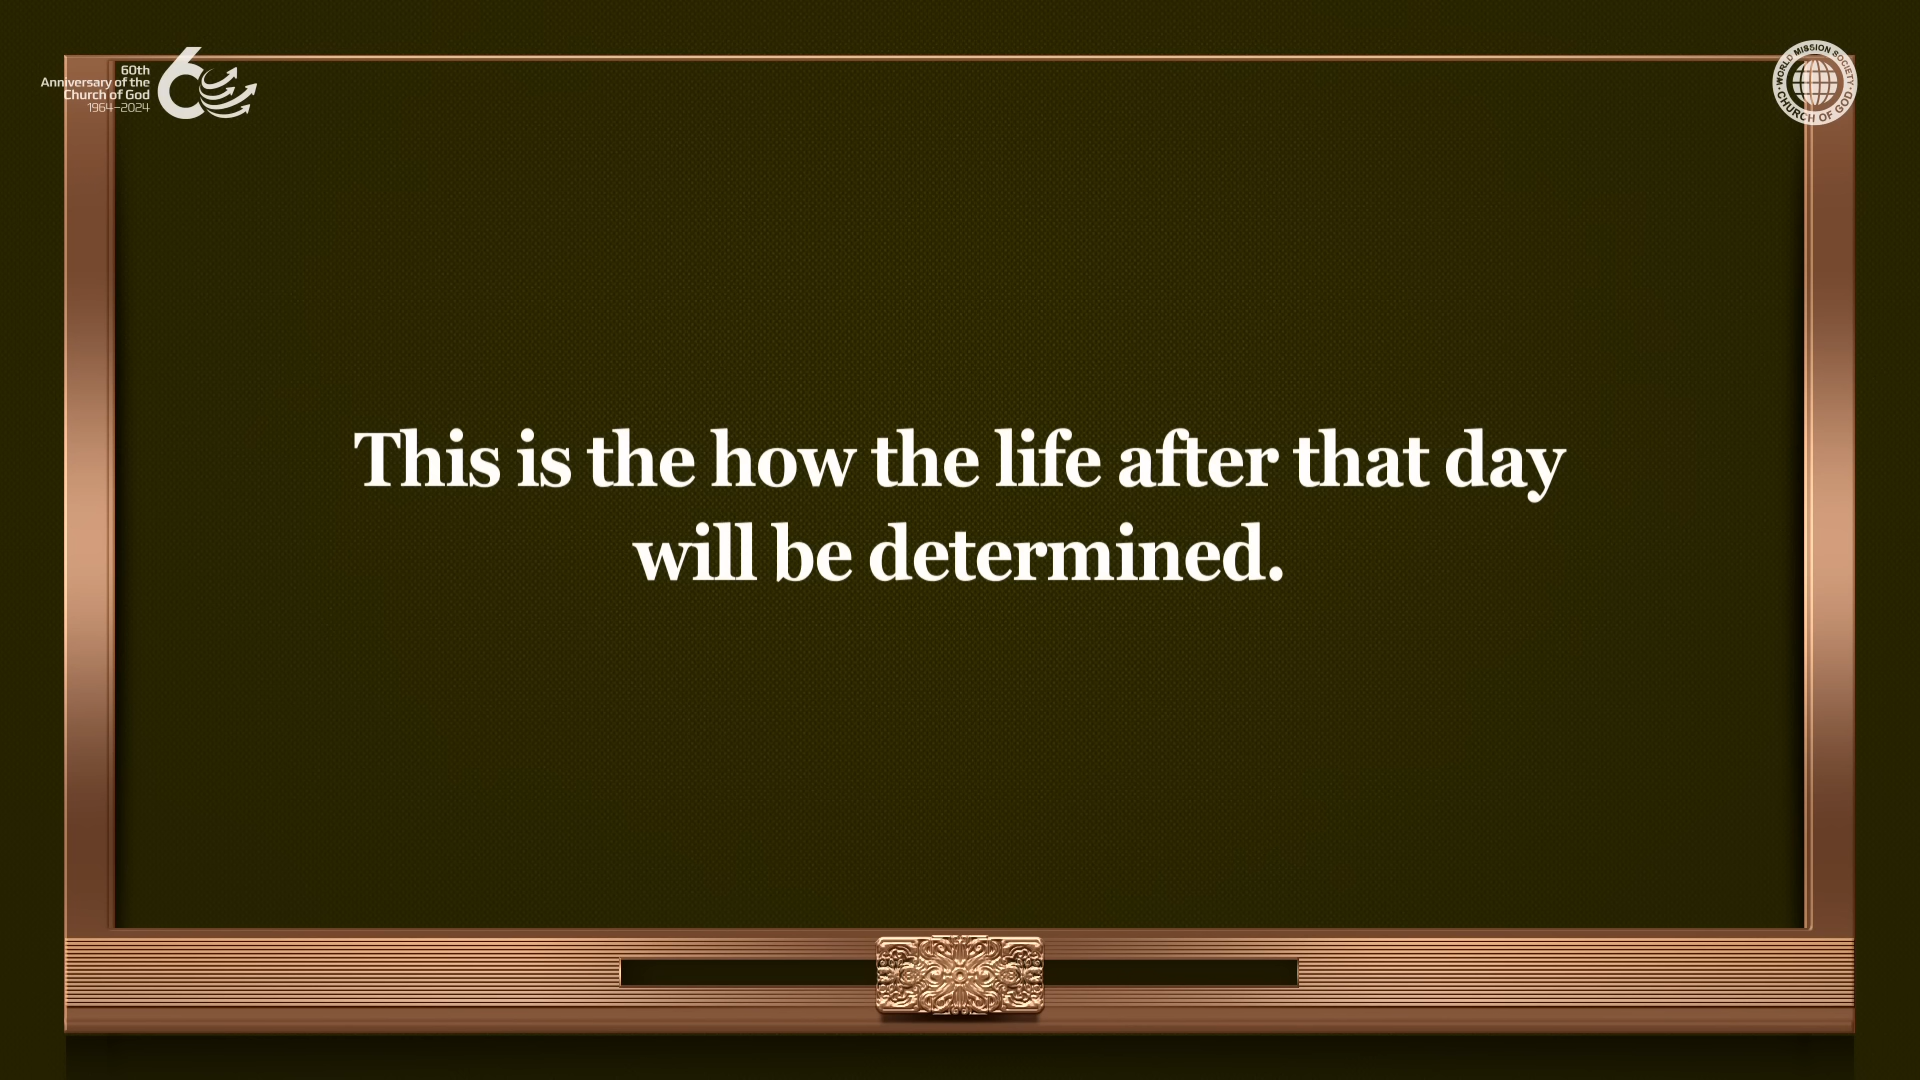 60th
Anniversary of the
Church of God
1964–2024
60
WORLD MISSION SOCIETY
CHURCH OF GOD
This is the how the life after that day
will be determined.